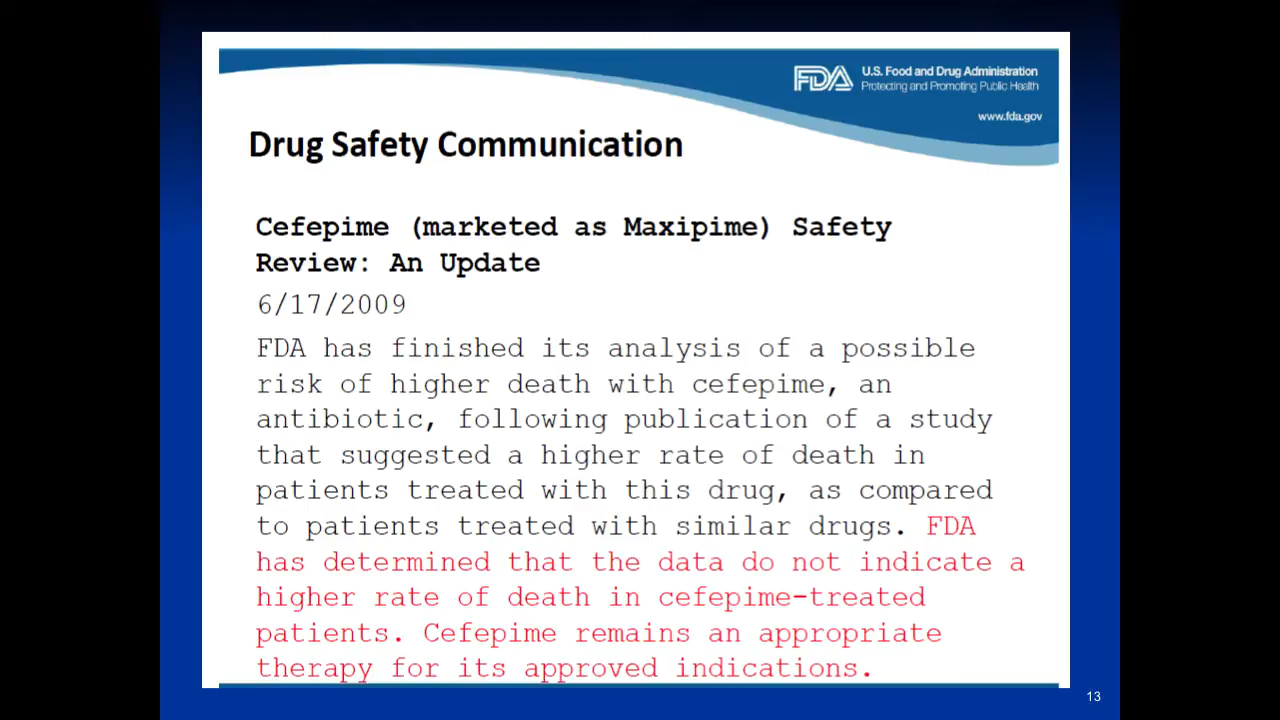 FDA U.S. Food and Drug Administration
Protecting and Promoting Public Health
www.fda.gov
Drug Safety Communication
Cefepime (marketed as Maxipime) Safety
Review: An Update
6/17/2009
FDA has finished its analysis of a possible
risk of higher death with cefepime, an
antibiotic, following publication of a study
that suggested a higher rate of death in
patients treated with this drug, as compared
to patients treated with similar drugs. FDA
has determined that the data do not indicate a
higher rate of death in cefepime-treated
patients. Cefepime remains an appropriate
therapy for its approved indications.
13